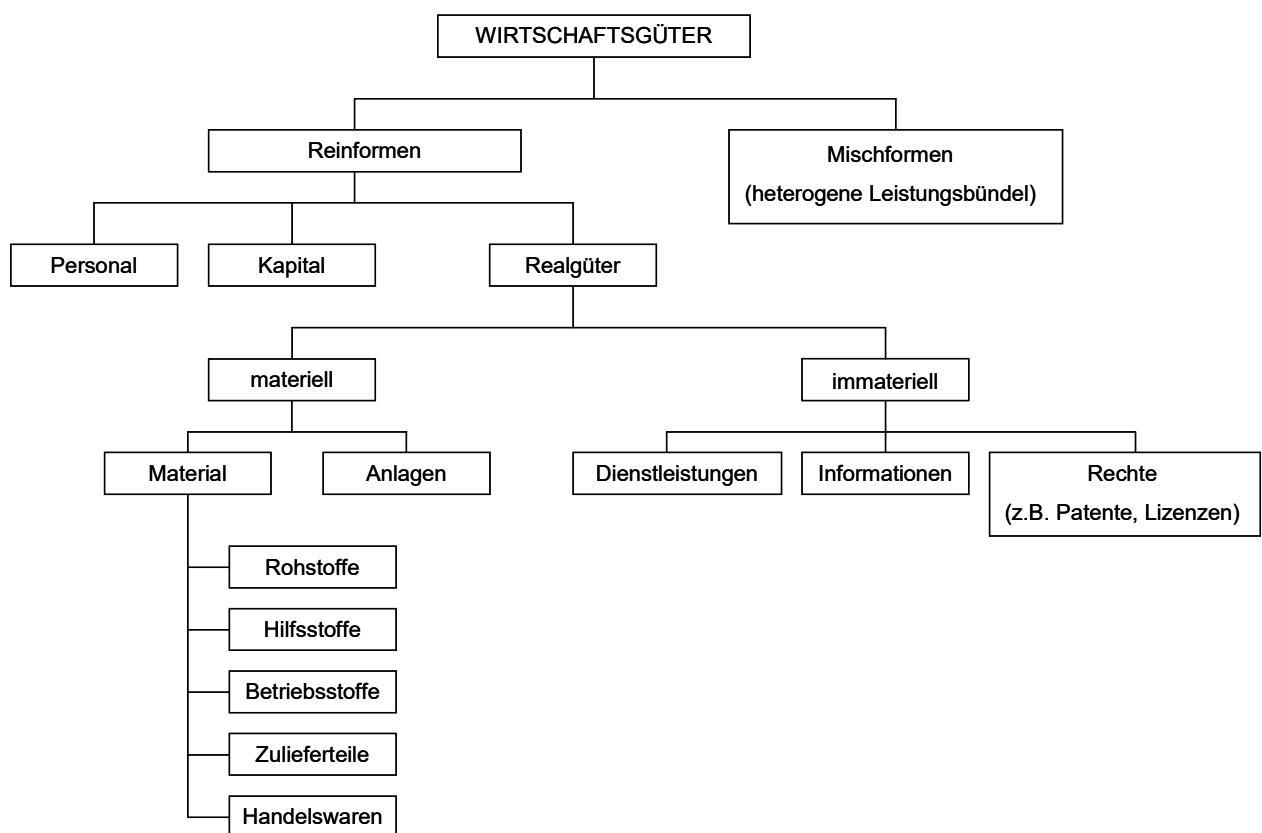 WIRTSCHAFTSGÜTER
Reinformen
Mischformen
(heterogene Leistungsbündel)
Personal
Kapital
Realgüter
materiell
immateriell
Material
Anlagen
Dienstleistungen
Informationen
Rechte
(z.B. Patente, Lizenzen)
Rohstoffe
Hilfsstoffe
Betriebsstoffe
Zulieferteile
Handelswaren